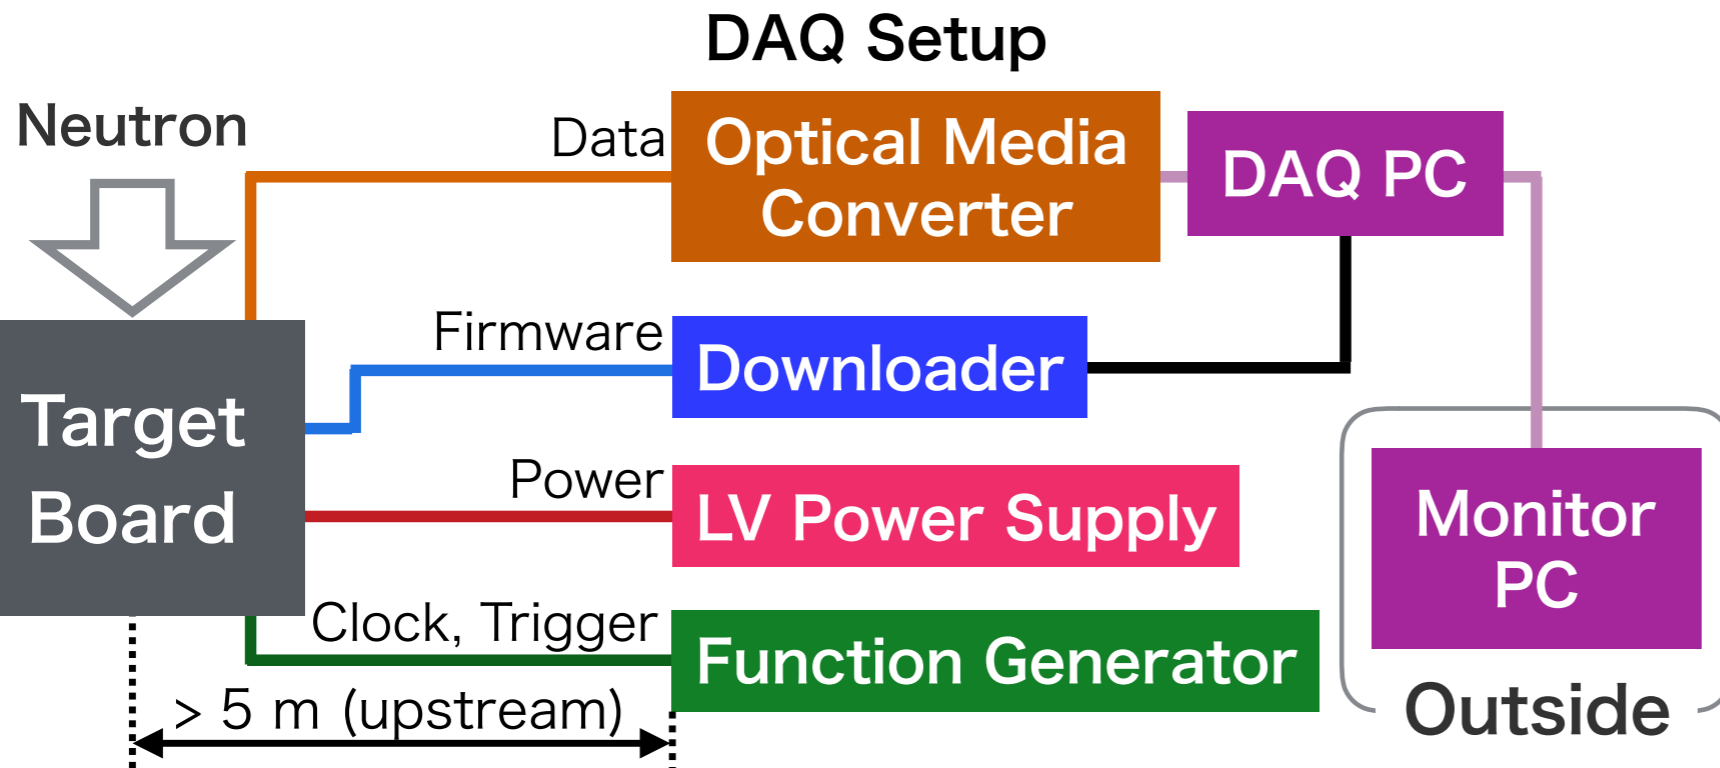 DAQ Setup
Neutron
Data
Optical Media
Converter
DAQ PC
Firmware
Downloader
Target
Board
Power
LV Power Supply
Monitor
PC
Clock, Trigger
Function Generator
> 5 m (upstream)
Outside